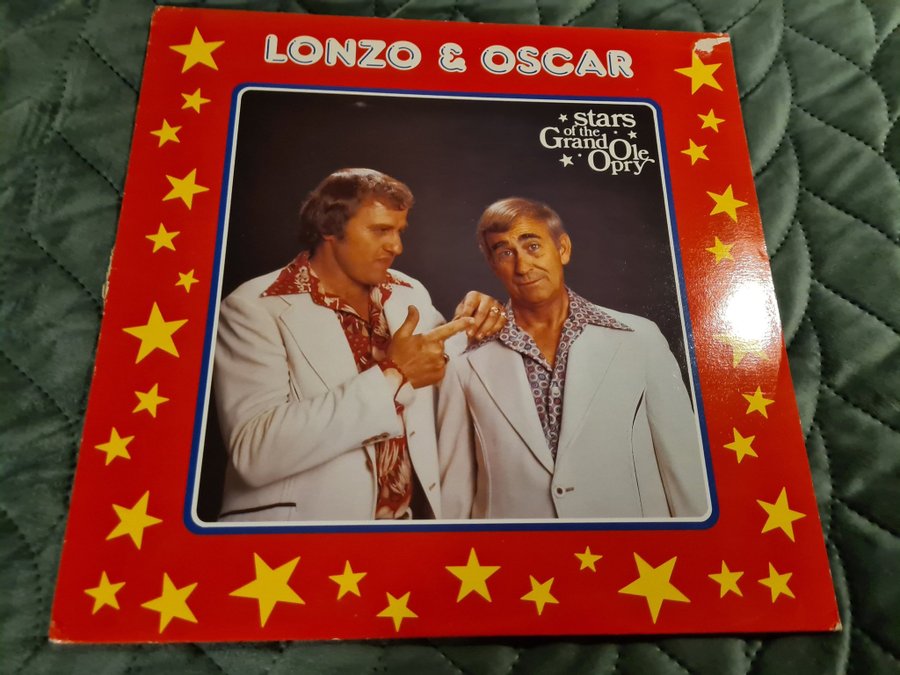 LONZO & OSCAR
stars
of the
Grand Ole
Opry